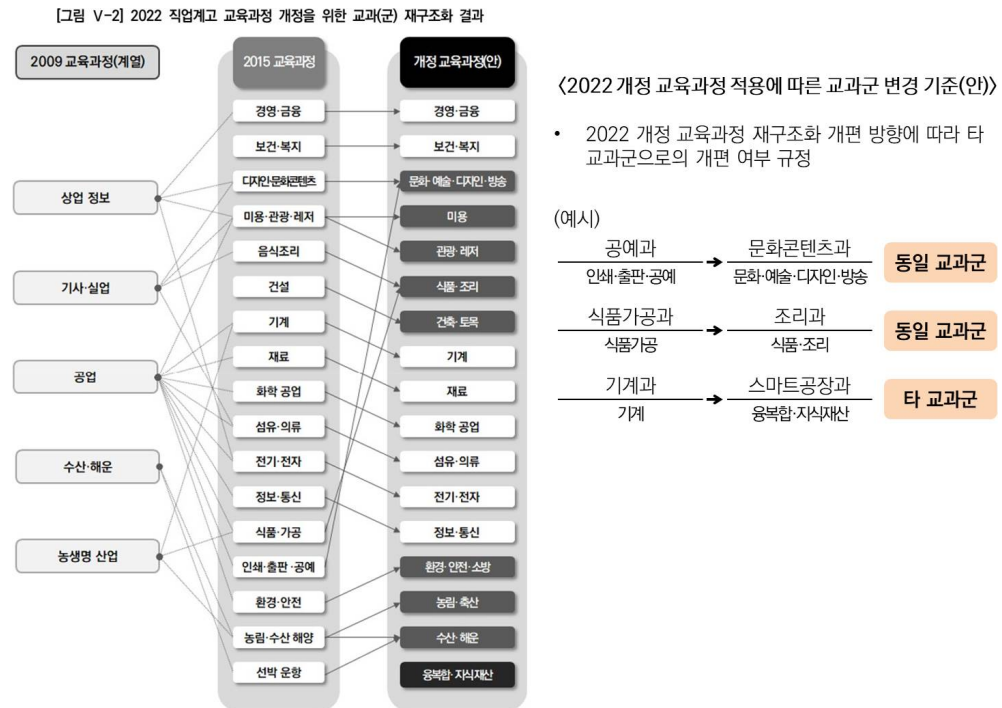 [그림 Ⅴ-2] 2022 직업계고 교육과정 개정을 위한 교과(군) 재구조화 결과
2009 교육과정(계열)
상업 정보
기사·실업
공업
수산·해운
농생명 산업
2015 교육과정
경영·금융
보건·복지
디자인·문화콘텐츠
미용·관광·레저
음식조리
건설
기계
재료
화학 공업
섬유·의류
전기·전자
정보·통신
식품·가공
인쇄·출판·공예
환경·안전
농림·수산 해양
선박 운항
개정 교육과정(안)
경영·금융
보건·복지
문화·예술·디자인·방송
미용
관광·레저
식품·조리
건축·토목
기계
재료
화학 공업
섬유·의류
전기·전자
정보·통신
환경·안전·소방
농림·축산
수산·해운
융복합·지식재산
〈2022 개정 교육과정 적용에 따른 교과군 변경 기준(안)〉
• 2022 개정 교육과정 재구조화 개편 방향에 따라 타
교과군으로의 개편 여부 규정
(예시)
공예과 → 문화콘텐츠과
인쇄·출판·공예 문화·예술·디자인·방송
동일 교과군
식품가공과 → 조리과
식품가공 식품·조리
동일 교과군
기계과 → 스마트공장과
기계 융복합·지식재산
타 교과군